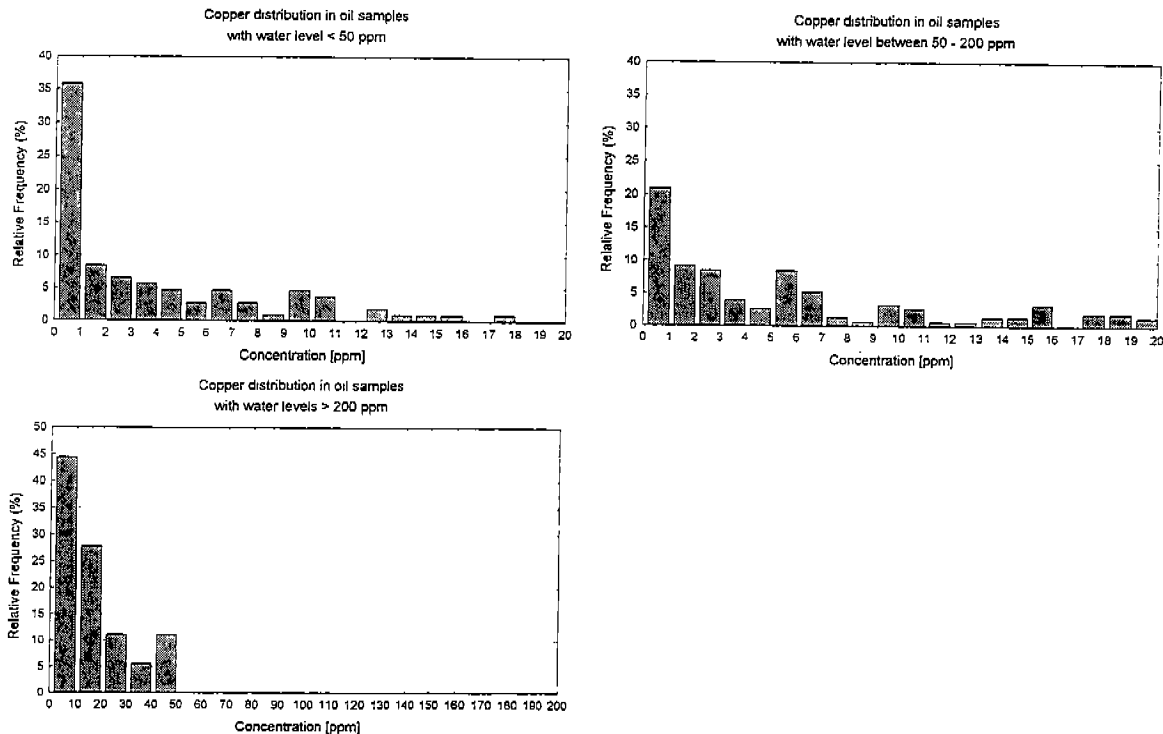 Copper distribution in oil samples
with water level < 50 ppm
40
35
30
25
20
15
10
5
0
Relative Frequency (%)
0 1 2 3 4 5 6 7 8 9 10 11 12 13 14 15 16 17 18 19 20
Concentration [ppm]
Copper distribution in oil samples
with water level between 50 - 200 ppm
40
35
30
25
20
15
10
5
0
Relative Frequency (%)
0 1 2 3 4 5 6 7 8 9 10 11 12 13 14 15 16 17 18 19 20
Concentration [ppm]
Copper distribution in oil samples
with water levels > 200 ppm
50
45
40
35
30
25
20
15
10
5
0
Relative Frequency (%)
0 10 20 30 40 50 60 70 80 90 100 110 120 130 140 150 160 170 180 190 200
Concentration [ppm]